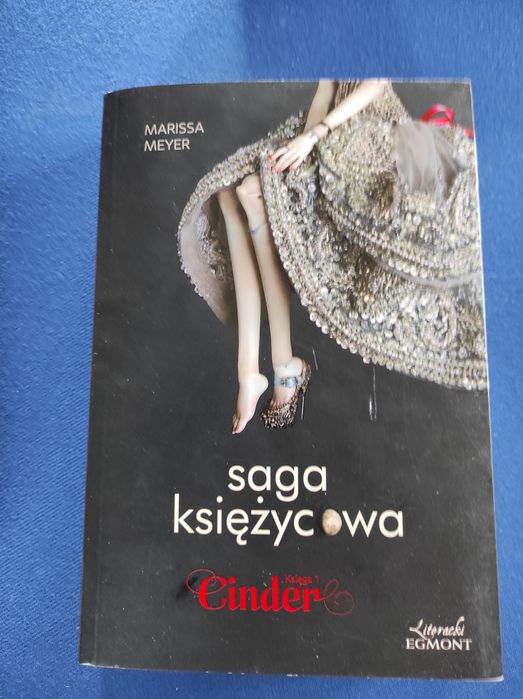 MARISSA
MEYER
saga
księżycowa
Księga 1
Cinder
Literacki
EGMONT